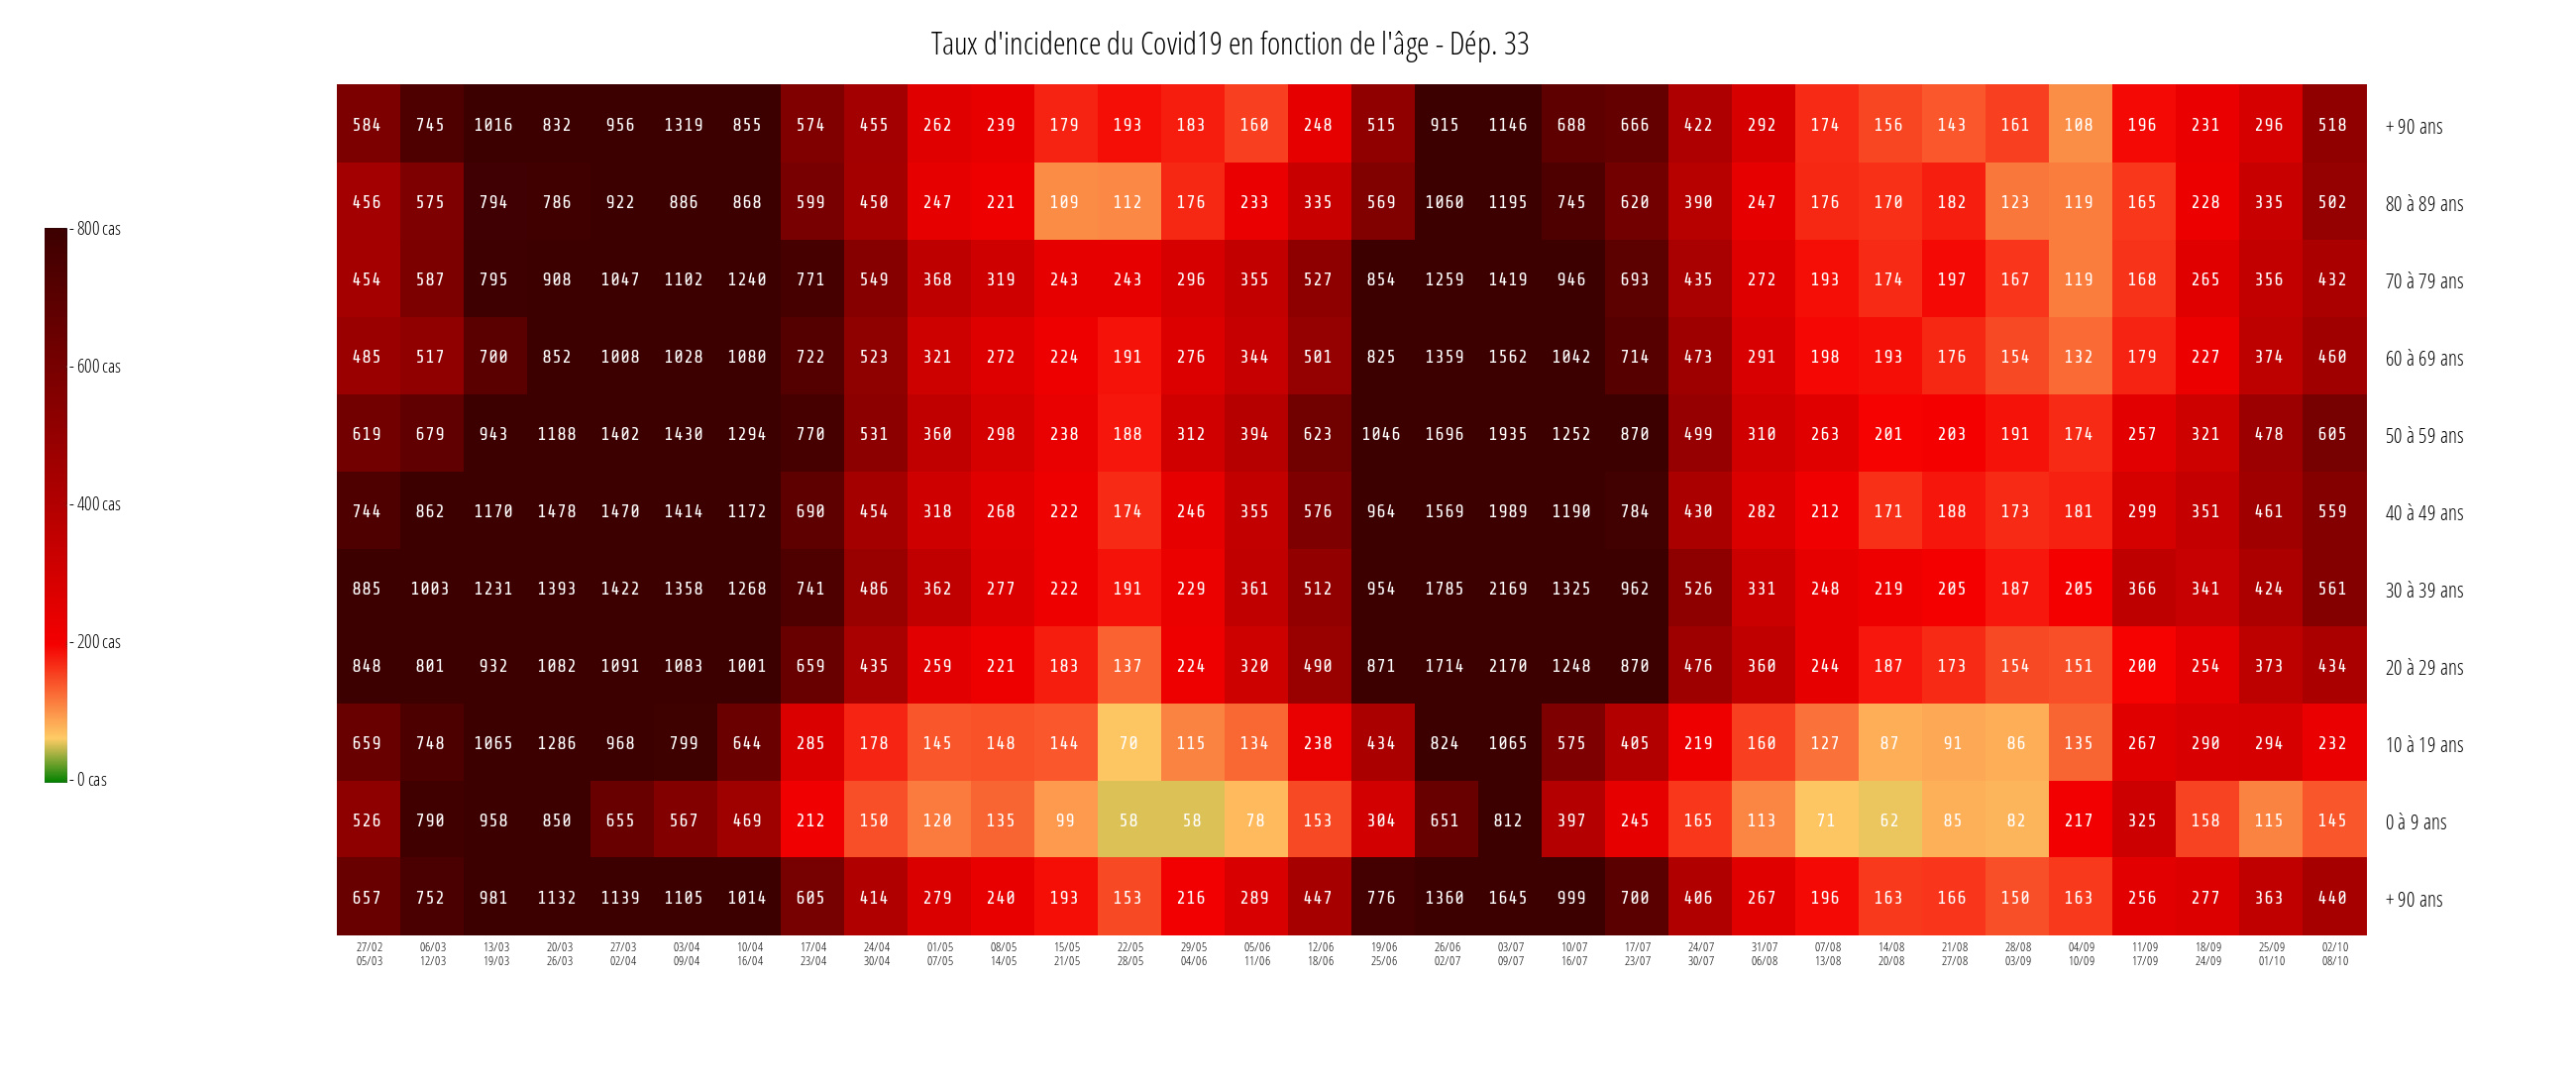 Taux d'incidence du Covid19 en fonction de l'âge - Dép. 33
584 745 1016 832 956 1319 855 574 455 262 239 179 193 183 160 248 515 915 1146 688 666 422 292 174 156 143 161 108 196 231 296 518 + 90 ans
456 575 794 786 922 886 868 599 450 247 221 109 112 176 233 335 569 1060 1195 745 620 390 247 176 170 182 123 119 165 228 335 502 80 à 89 ans
454 587 795 908 1047 1102 1240 771 549 368 319 243 243 296 355 527 854 1259 1419 946 693 435 272 193 174 197 167 119 168 265 356 432 70 à 79 ans
485 517 700 852 1008 1028 1080 722 523 321 272 224 191 276 344 501 825 1359 1562 1042 714 473 291 198 193 176 154 132 179 227 374 460 60 à 69 ans
619 679 943 1188 1402 1430 1294 770 531 360 298 238 188 312 394 623 1046 1696 1935 1252 870 499 310 263 201 203 191 174 257 321 478 605 50 à 59 ans
744 862 1170 1478 1470 1414 1172 690 454 318 268 222 174 246 355 576 964 1569 1989 1190 784 430 282 212 171 188 173 181 299 351 461 559 40 à 49 ans
885 1003 1231 1393 1422 1358 1268 741 486 362 277 222 191 229 361 512 954 1785 2169 1325 962 526 331 248 219 205 187 205 366 341 424 561 30 à 39 ans
848 801 932 1082 1091 1083 1001 659 435 259 221 183 137 224 320 490 871 1714 2170 1248 870 476 360 244 187 173 154 151 200 254 373 434 20 à 29 ans
659 748 1065 1286 968 799 644 285 178 145 148 144 70 115 134 238 434 824 1065 575 405 219 160 127 87 91 86 135 267 290 294 232 10 à 19 ans
526 790 958 850 655 567 469 212 150 120 135 99 58 58 78 153 304 651 812 397 245 165 113 71 62 85 82 217 325 158 115 145 0 à 9 ans
657 752 981 1132 1139 1105 1014 605 414 279 240 193 153 216 289 447 776 1360 1645 999 700 406 267 196 163 166 150 163 256 277 363 440 + 90 ans
27/02 06/03 13/03 20/03 27/03 03/04 10/04 17/04 24/04 01/05 08/05 15/05 22/05 29/05 05/06 12/06 19/06 26/06 03/07 10/07 17/07 24/07 31/07 07/08 14/08 21/08 28/08 04/09 11/09 18/09 25/09 02/10
05/03 12/03 19/03 26/03 02/04 09/04 16/04 23/04 30/04 07/05 14/05 21/05 28/05 04/06 11/06 18/06 25/06 02/07 09/07 16/07 23/07 30/07 06/08 13/08 20/08 27/08 03/09 10/09 17/09 24/09 01/10 08/10
- 800 cas
- 600 cas
- 400 cas
- 200 cas
- 0 cas